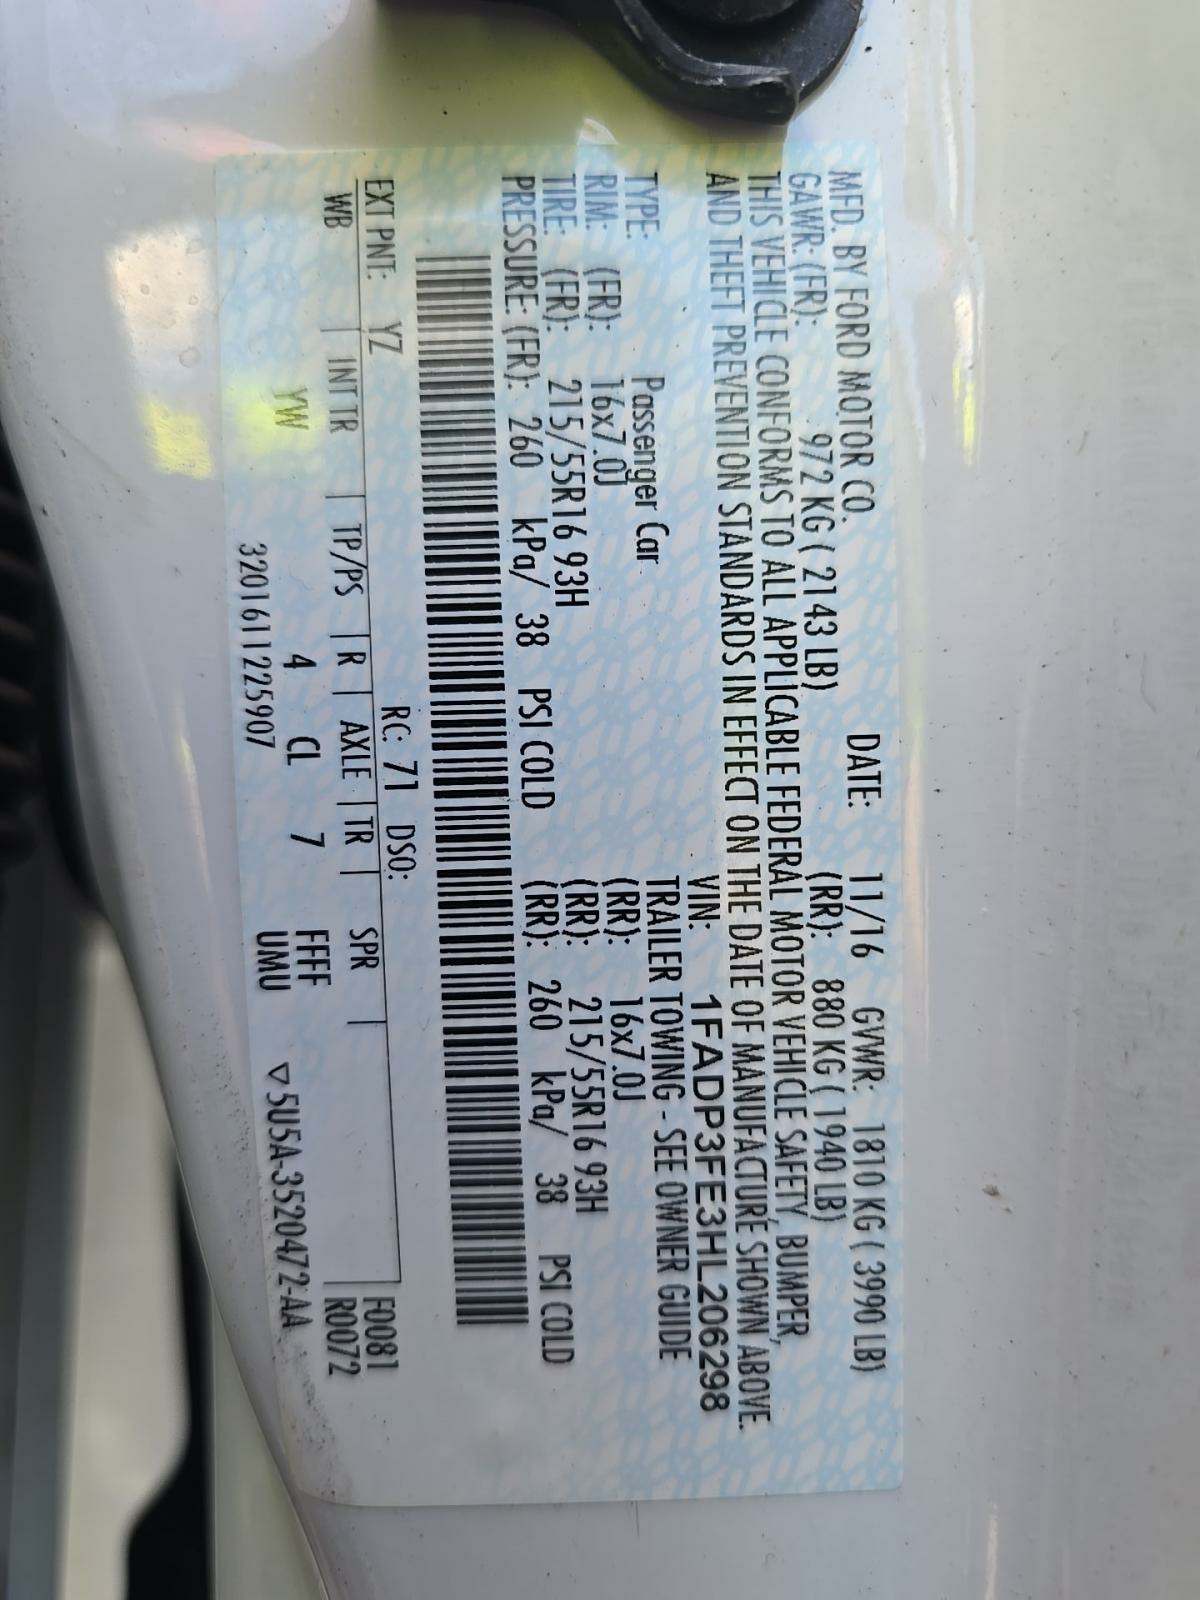 MFD. BY FORD MOTOR CO. DATE: 11/16 GVWR: 1810 KG ( 3990 LB)
GAWR: (FR): 972 KG ( 2143 LB) (RR): 880 KG ( 1940 LB)
THIS VEHICLE CONFORMS TO ALL APPLICABLE FEDERAL MOTOR VEHICLE SAFETY, BUMPER,
AND THEFT PREVENTION STANDARDS IN EFFECT ON THE DATE OF MANUFACTURE SHOWN ABOVE.
VIN: 1FADP3FE3HL206298
TYPE: Passenger Car TRAILER TOWING - SEE OWNER GUIDE
RIM: (FR): 16x7.0J (RR): 16x7.0J
TIRE: (FR): 215/55R16 93H (RR): 215/55R16 93H
PRESSURE: (FR): 260 kPa/ 38 PSI COLD (RR): 260 kPa/ 38 PSI COLD
EXT PNT: YZ RC: 71 DSO: F0081
WB INT TR TP/PS R AXLE TR SPR R0072
YW 4 CL 7 FFFF
UMU
3201611225907 ▽5U5A-3520472-AA